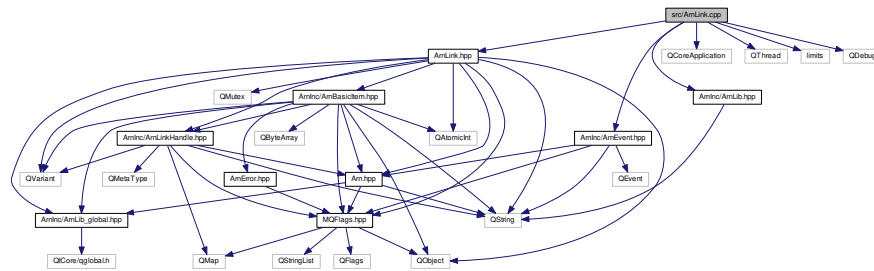 src/ArnLink.cpp
ArnLink.hpp
QCoreApplication
QThread
limits
QDebug
QMutex
ArnInc/ArnBasicItem.hpp
ArnInc/ArnLib.hpp
ArnInc/ArnLinkHandle.hpp
QByteArray
QAtomicInt
ArnInc/ArnEvent.hpp
QVariant
QMetaType
ArnError.hpp
Arn.hpp
QEvent
ArnInc/ArnLib_global.hpp
MQFlags.hpp
QString
QtCore/qglobal.h
QMap
QStringList
QFlags
QObject